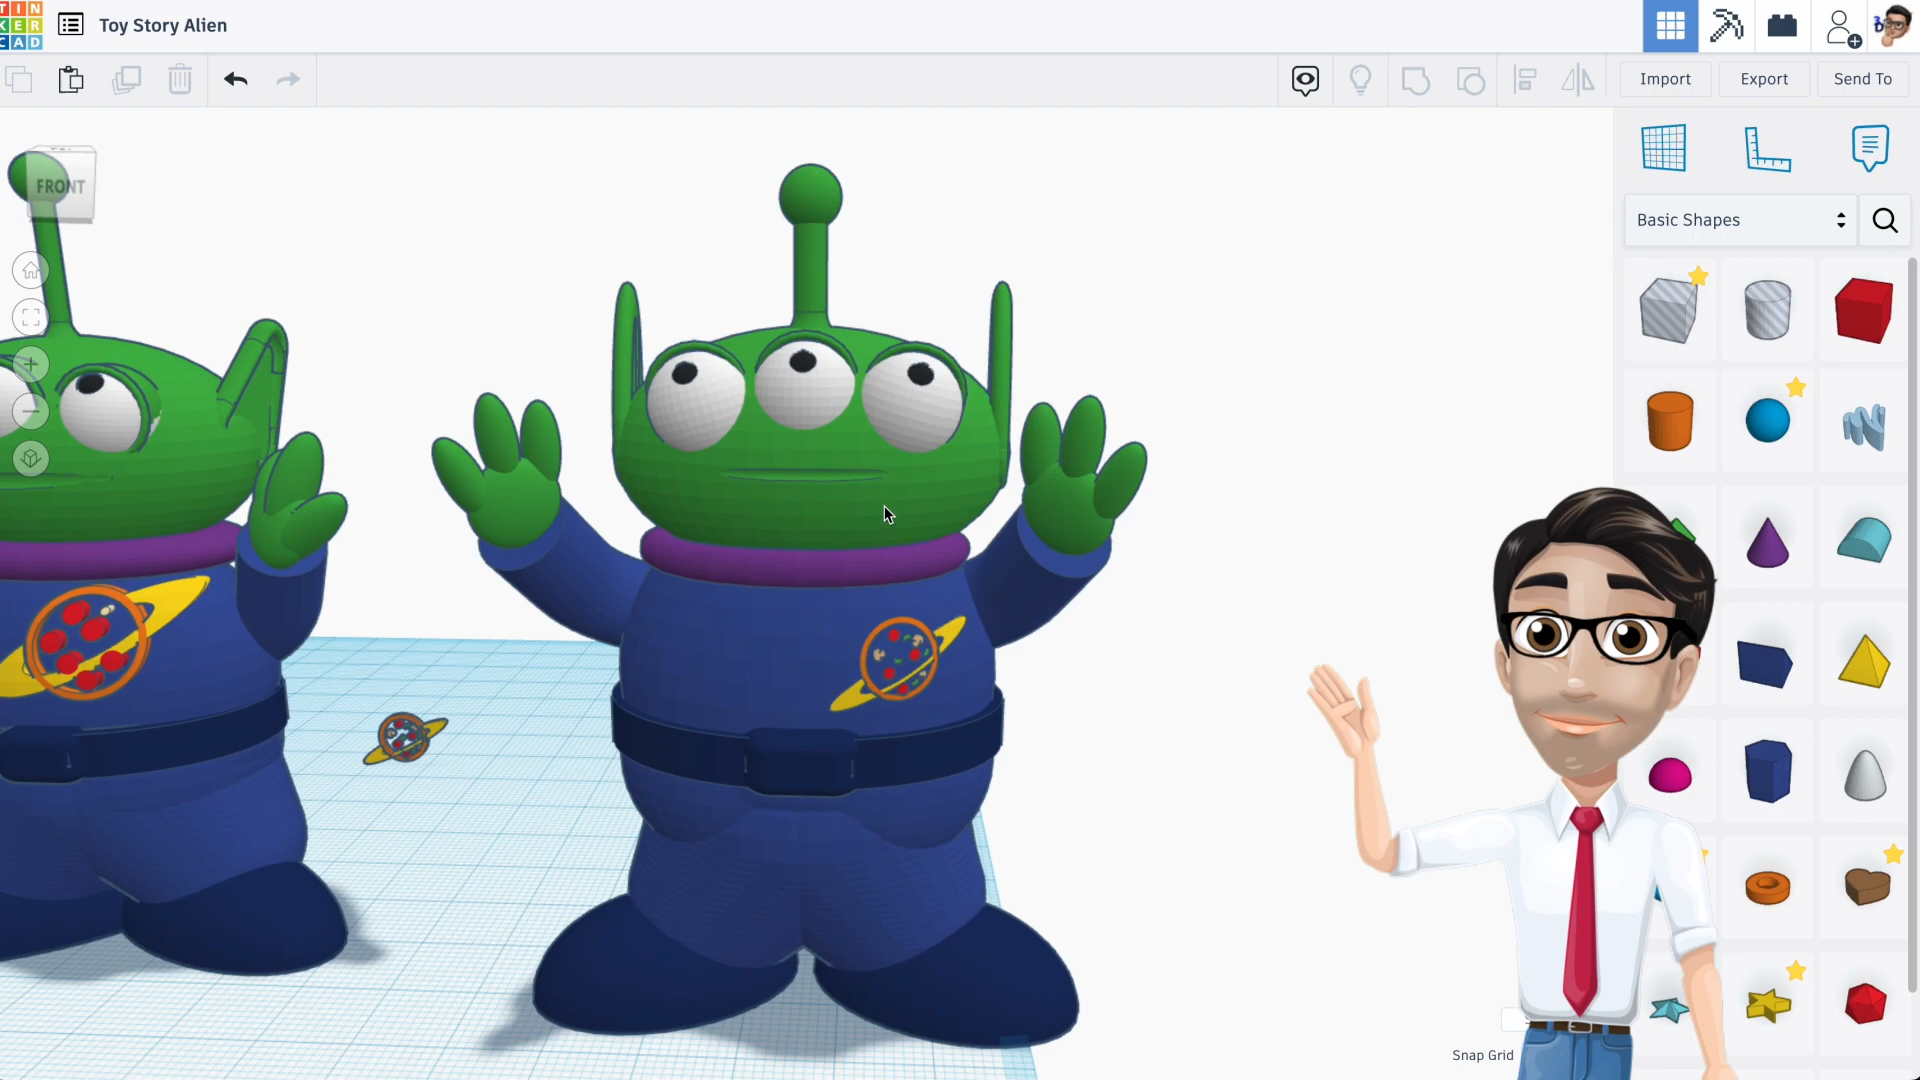 TIN
KER
CAD
Toy Story Alien
Import
Export
Send To
FRONT
Basic Shapes
Snap Grid